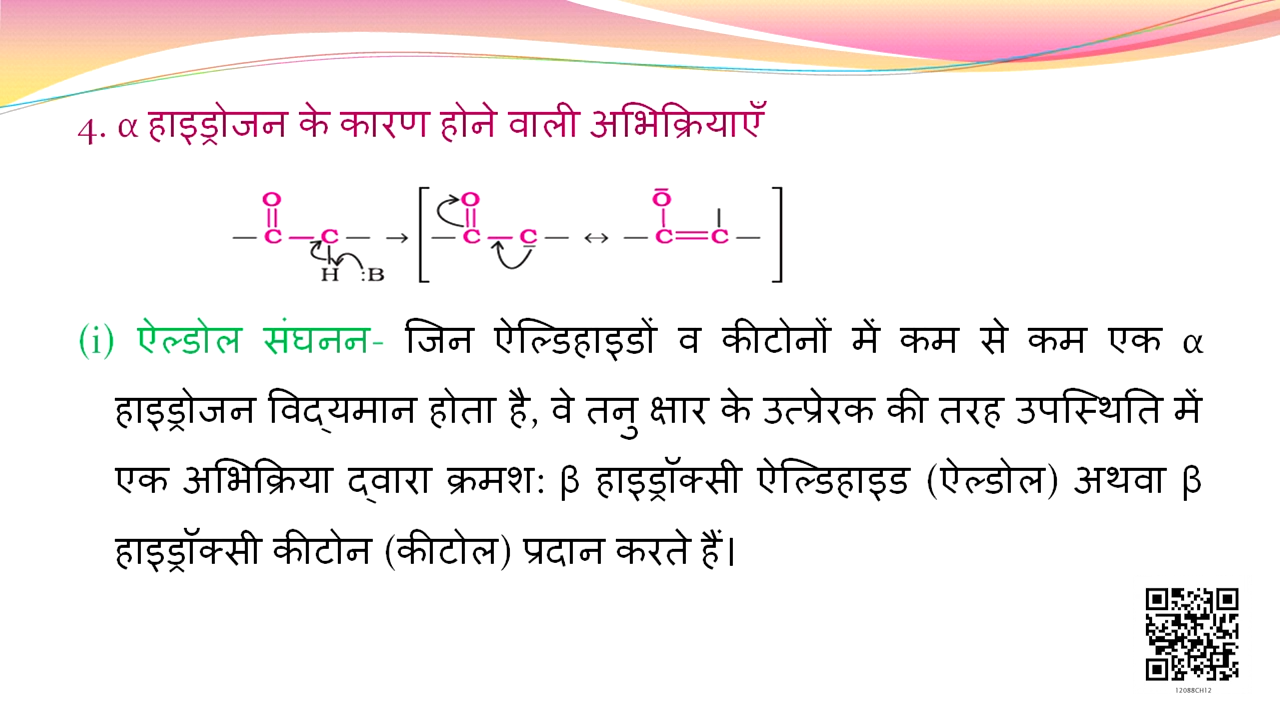 4. α हाइड्रोजन के कारण होने वाली अभिक्रियाएँ
O O Ō
— C — C — → [ — C — C — ↔ — C = C — ]
H :B
(i) ऐल्डोल संघनन- जिन ऐल्डिहाइडों व कीटोनों में कम से कम एक α
हाइड्रोजन विद्यमान होता है, वे तनु क्षार के उत्प्रेरक की तरह उपस्थिति में
एक अभिक्रिया द्वारा क्रमश: β हाइड्रॉक्सी ऐल्डिहाइड (ऐल्डोल) अथवा β
हाइड्रॉक्सी कीटोन (कीटोल) प्रदान करते हैं।
12088CH12